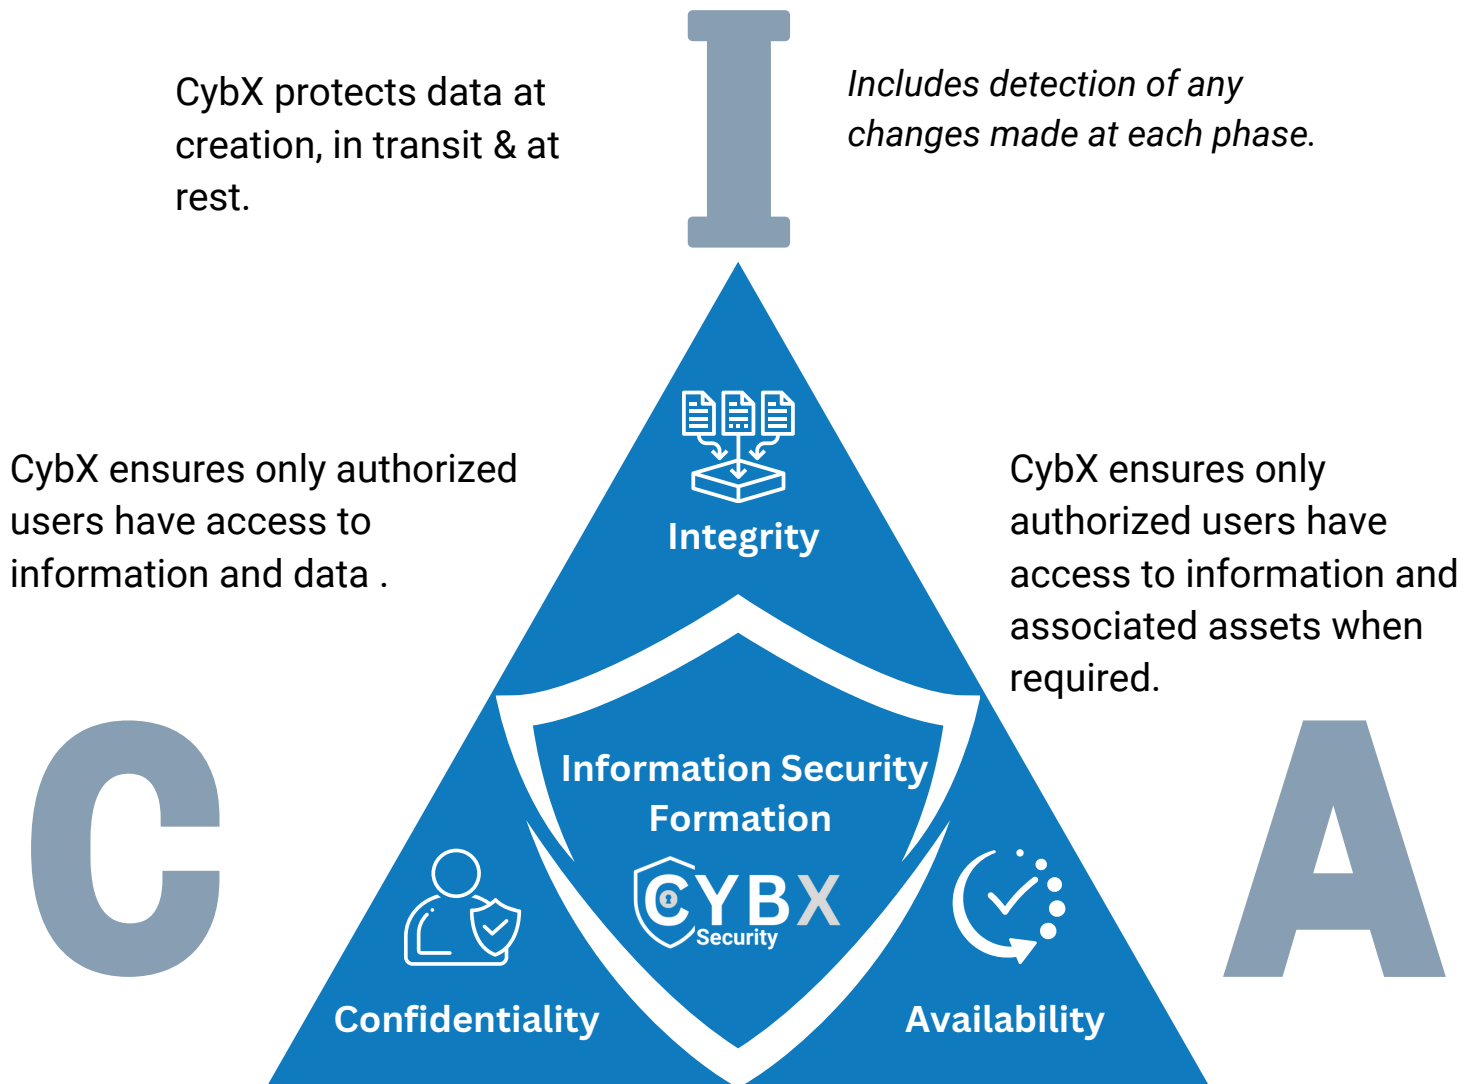 I
CybX protects data at
creation, in transit & at
rest.
Includes detection of any
changes made at each phase.
Integrity
CybX ensures only authorized
users have access to
information and data .
CybX ensures only
authorized users have
access to information and
associated assets when
required.
C
A
Information Security
Formation
CYBX
Security
Confidentiality
Availability